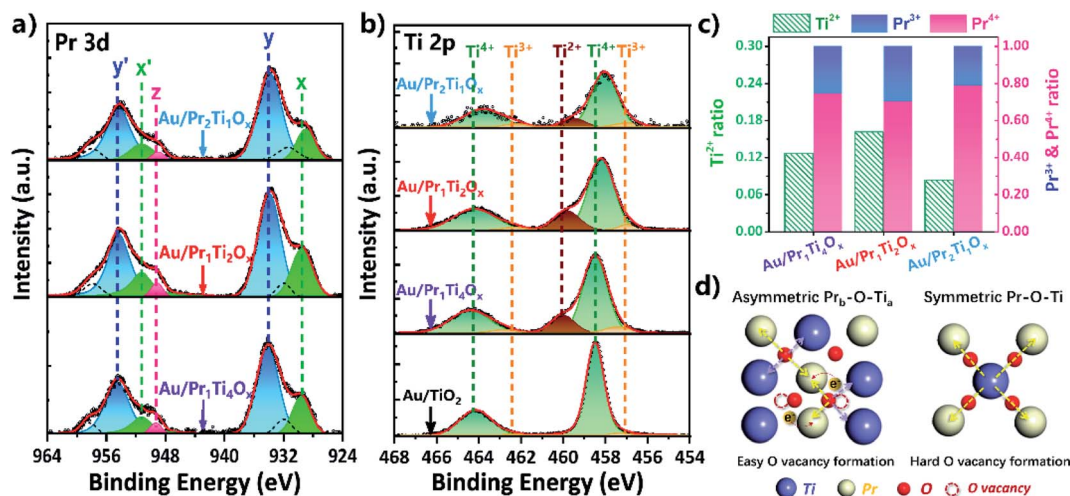 a)
Pr 3d
y'
x'
z
y
x
Au/Pr₂Ti₁Oₓ
Au/Pr₁Ti₂Oₓ
Au/Pr₁Ti₄Oₓ
Intensity (a.u.)
964 956 948 940 932 924
Binding Energy (eV)
b)
Ti 2p
Ti⁴⁺ Ti³⁺ Ti²⁺ Ti⁴⁺ Ti³⁺
Au/Pr₂Ti₁Oₓ
Au/Pr₁Ti₂Oₓ
Au/Pr₁Ti₄Oₓ
Au/TiO₂
Intensity (a.u.)
468 466 464 462 460 458 456 454
Binding Energy (eV)
c)
Ti²⁺ Pr³⁺ Pr⁴⁺
0.30
0.24
0.18
0.12
0.06
0.00
Ti²⁺ ratio
1.00
0.80
0.60
0.40
0.20
0.00
Pr³⁺ & Pr⁴⁺ ratio
Au/Pr₁Ti₄Oₓ
Au/Pr₁Ti₂Oₓ
Au/Pr₂Ti₁Oₓ
d)
Asymmetric Pr_b-O-Ti_a
Symmetric Pr-O-Ti
e⁻
e⁻
Easy O vacancy formation
Hard O vacancy formation
Ti Pr O O vacancy